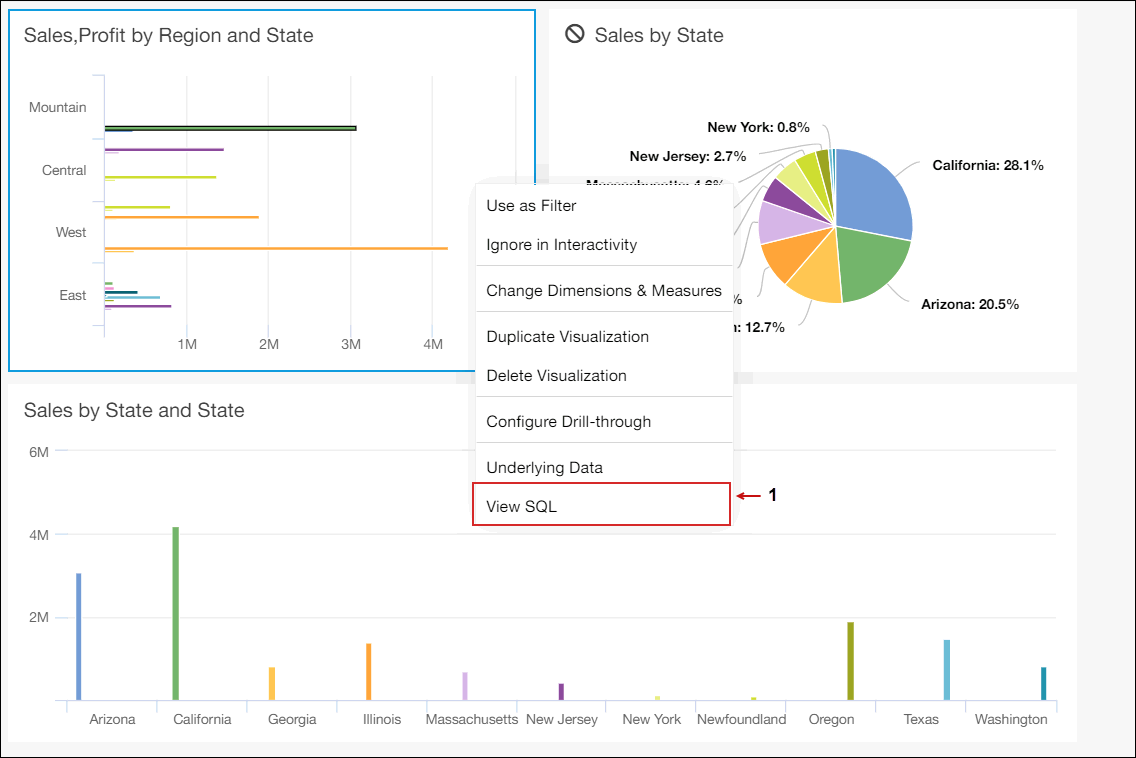 Sales,Profit by Region and State
Mountain
Central
West
East
1M
2M
3M
4M
Sales by State
New York: 0.8%
New Jersey: 2.7%
Massachusetts: 4.6%
California: 28.1%
Arizona: 20.5%
%
n: 12.7%
Use as Filter
Ignore in Interactivity
Change Dimensions & Measures
Duplicate Visualization
Delete Visualization
Configure Drill-through
Underlying Data
View SQL
1
Sales by State and State
6M
4M
2M
Arizona
California
Georgia
Illinois
Massachusetts
New Jersey
New York
Newfoundland
Oregon
Texas
Washington